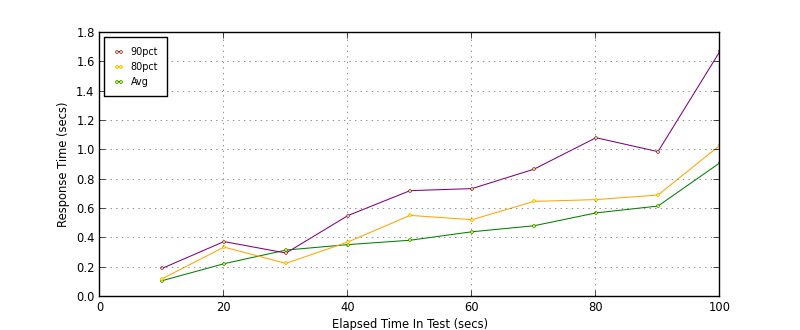 1.8
1.6
1.4
1.2
1.0
0.8
0.6
0.4
0.2
0.0
Response Time (secs)
90pct
80pct
Avg
0 20 40 60 80 100
Elapsed Time In Test (secs)